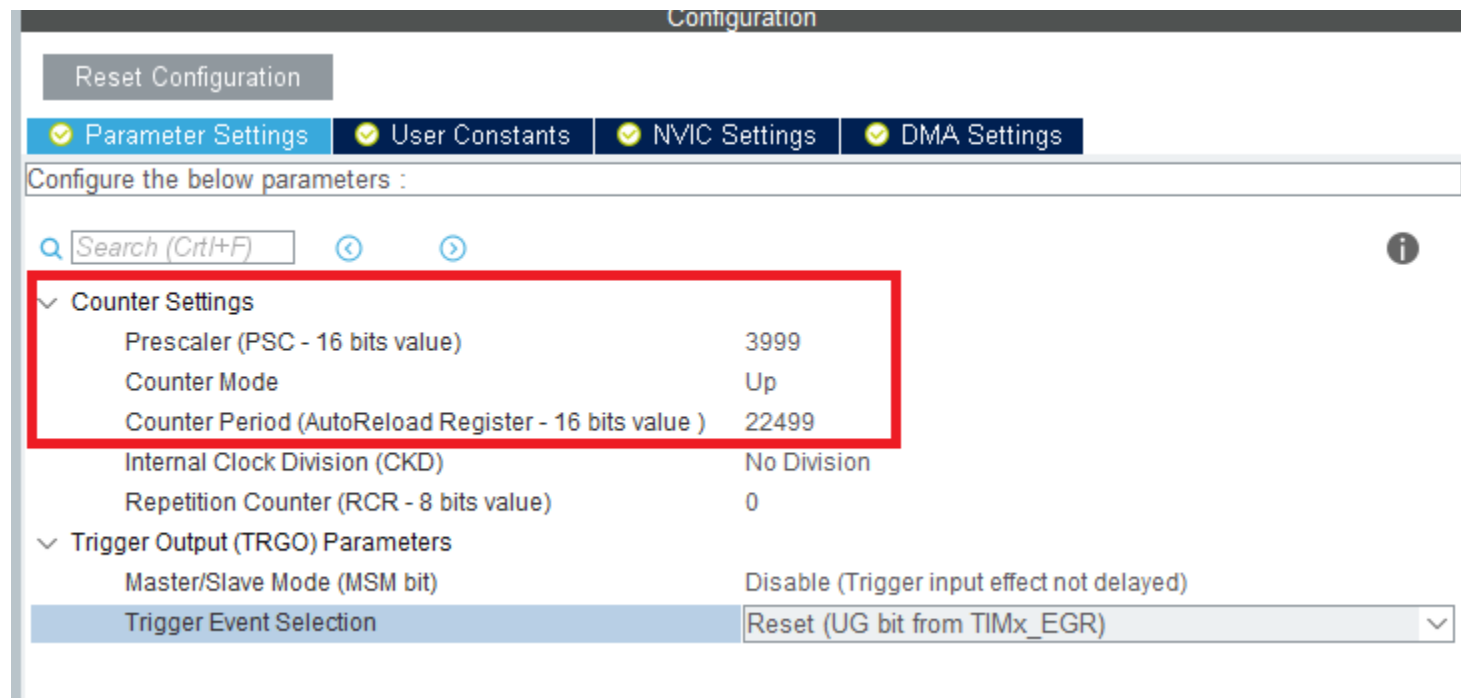 Configuration
Reset Configuration
Parameter Settings User Constants NVIC Settings DMA Settings
Configure the below parameters :
Search (Crtl+F)
Counter Settings
Prescaler (PSC - 16 bits value) 3999
Counter Mode Up
Counter Period (AutoReload Register - 16 bits value ) 22499
Internal Clock Division (CKD) No Division
Repetition Counter (RCR - 8 bits value) 0
Trigger Output (TRGO) Parameters
Master/Slave Mode (MSM bit) Disable (Trigger input effect not delayed)
Trigger Event Selection Reset (UG bit from TIMx_EGR)